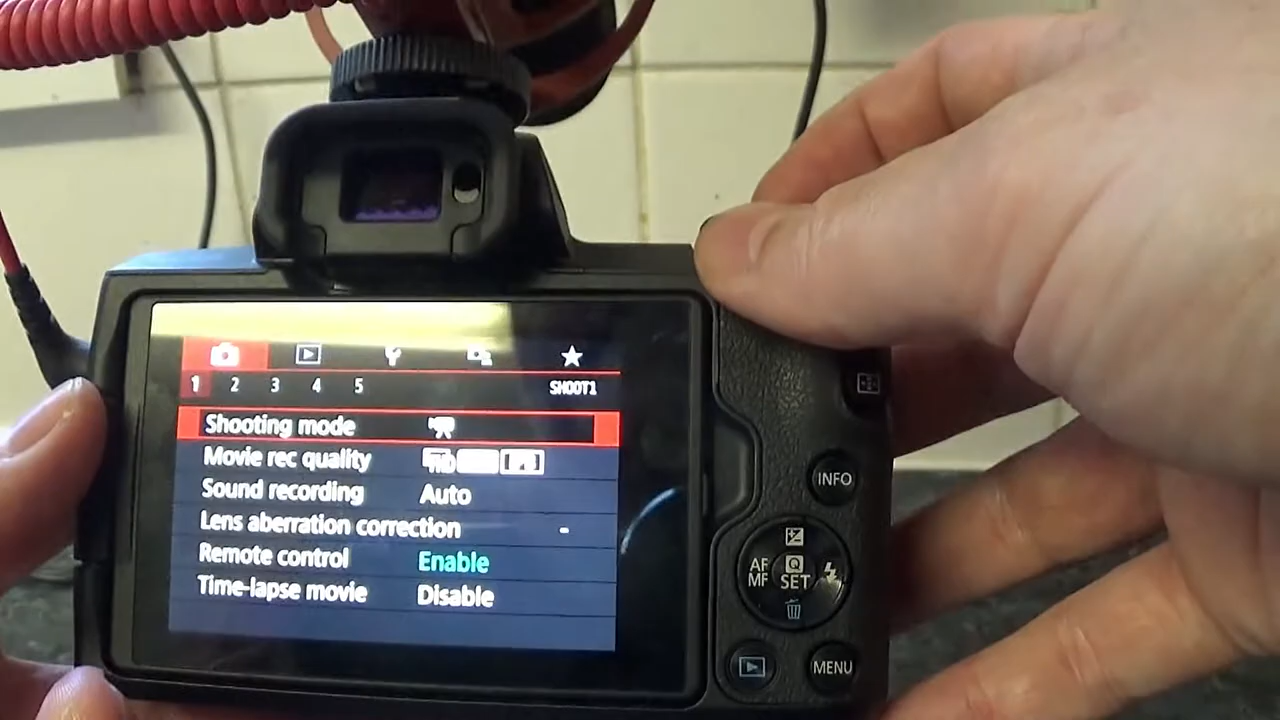 1 2 3 4 5 SHOOT1
Shooting mode
Movie rec quality
Sound recording Auto
Lens aberration correction -
Remote control Enable
Time-lapse movie Disable
INFO
AF
MF
Q
SET
MENU